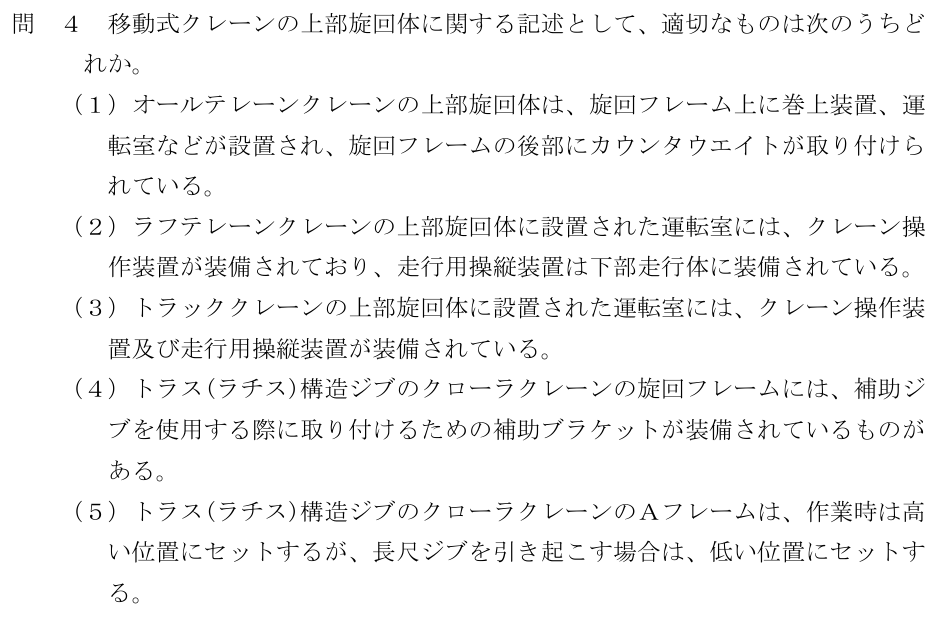 問　４　移動式クレーンの上部旋回体に関する記述として、適切なものは次のうちど
れか。
（１）オールテレーンクレーンの上部旋回体は、旋回フレーム上に巻上装置、運
転室などが設置され、旋回フレームの後部にカウンタウエイトが取り付けら
れている。
（２）ラフテレーンクレーンの上部旋回体に設置された運転室には、クレーン操
作装置が装備されており、走行用操縦装置は下部走行体に装備されている。
（３）トラッククレーンの上部旋回体に設置された運転室には、クレーン操作装
置及び走行用操縦装置が装備されている。
（４）トラス(ラチス)構造ジブのクローラクレーンの旋回フレームには、補助ジ
ブを使用する際に取り付けるための補助ブラケットが装備されているものが
ある。
（５）トラス(ラチス)構造ジブのクローラクレーンのＡフレームは、作業時は高
い位置にセットするが、長尺ジブを引き起こす場合は、低い位置にセットす
る。